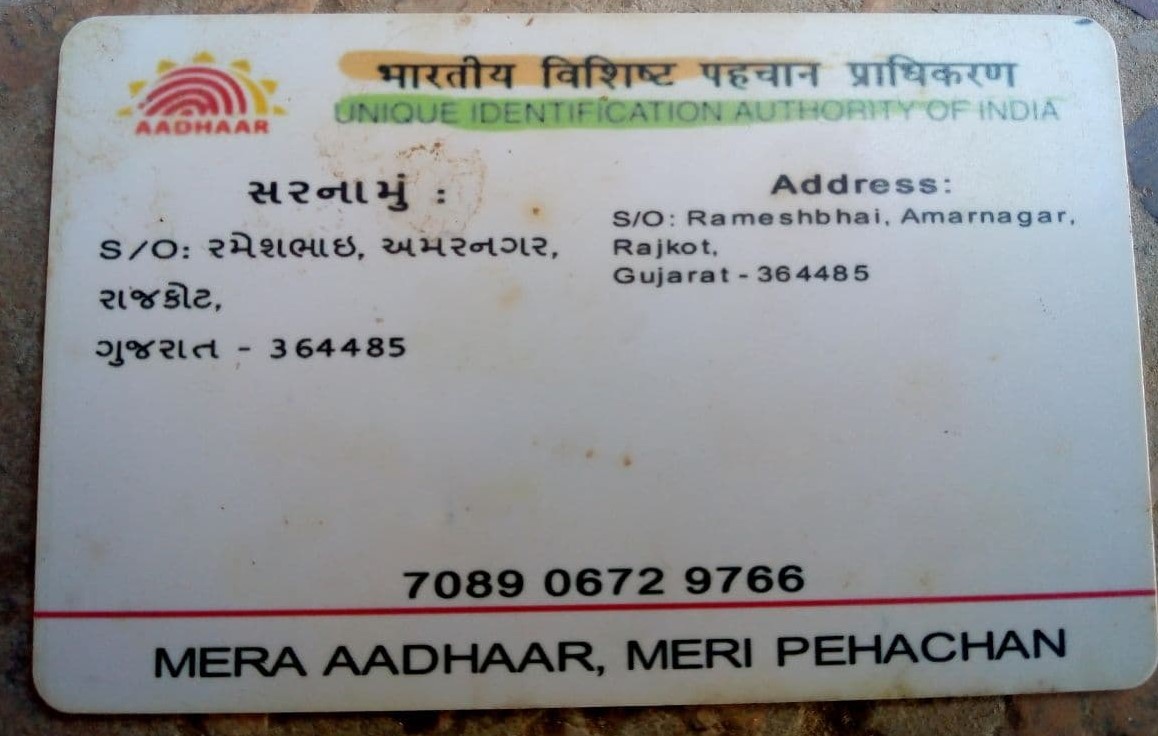 भारतीय विशिष्ट पहचान प्राधिकरण
UNIQUE IDENTIFICATION AUTHORITY OF INDIA
AADHAAR
સરનામું :
S/O: રમેશભાઇ, અમરનગર,
રાજકોટ,
ગુજરાત - 364485
Address:
S/O: Rameshbhai, Amarnagar,
Rajkot,
Gujarat - 364485
7089 0672 9766
MERA AADHAAR, MERI PEHACHAN